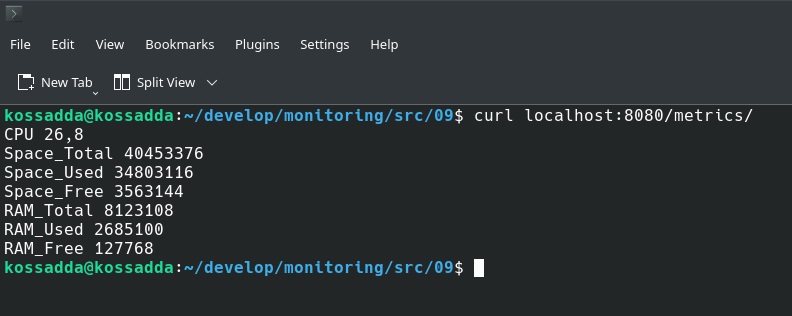 File Edit View Bookmarks Plugins Settings Help
New Tab Split View
kossadda@kossadda:~/develop/monitoring/src/09$ curl localhost:8080/metrics/
CPU 26,8
Space_Total 40453376
Space_Used 34803116
Space_Free 3563144
RAM_Total 8123108
RAM_Used 2685100
RAM_Free 127768
kossadda@kossadda:~/develop/monitoring/src/09$